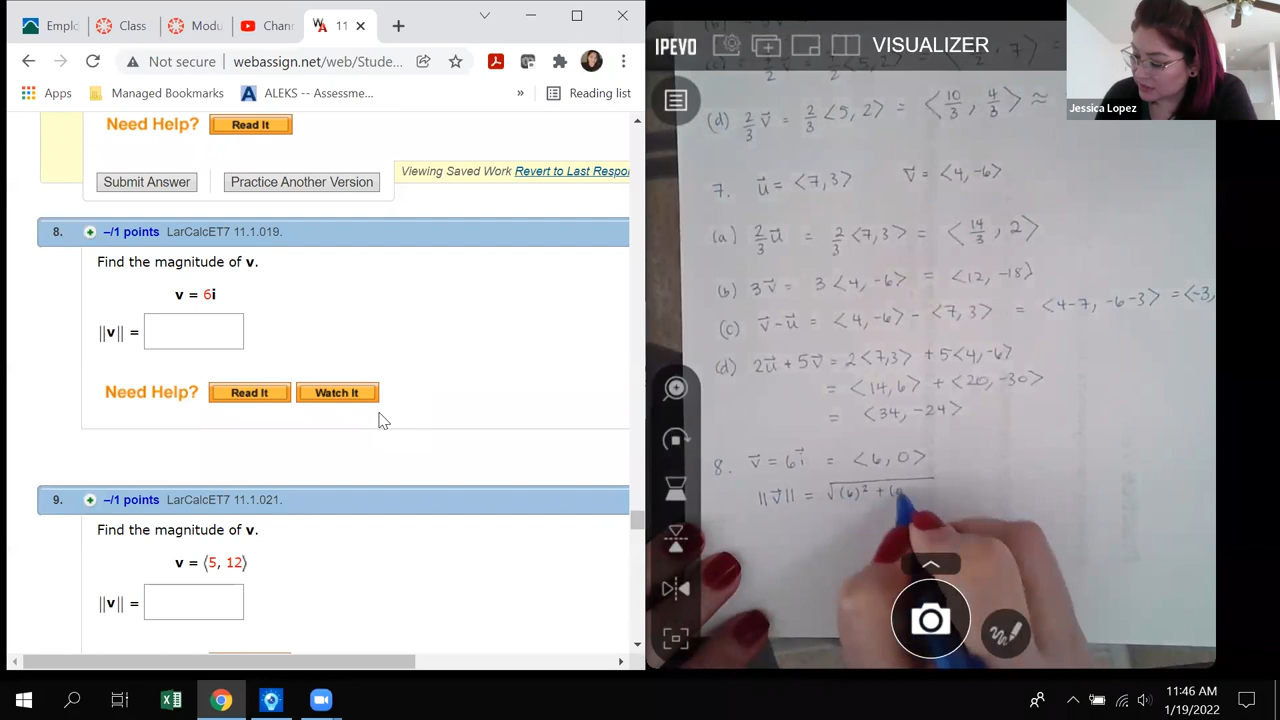 Emplo
Class
Modu
Chan
11
Not secure
webassign.net/web/Stude...
Apps
Managed Bookmarks
ALEKS -- Assessme...
»
Reading list
Need Help? Read It
Viewing Saved Work Revert to Last Respo
Submit Answer
Practice Another Version
8. –/1 points LarCalcET7 11.1.019.
Find the magnitude of v.
v = 6i
||v|| =
Need Help? Read It Watch It
9. –/1 points LarCalcET7 11.1.021.
Find the magnitude of v.
v = ⟨5, 12⟩
||v|| =
IPEVO VISUALIZER
Jessica Lopez
(d) 2/3 v⃗ = 2/3 <5, 2> = <10/3, 4/3> ≈
7. u⃗ = <7,3> v⃗ = <4,-6>
(a) 2/3 u⃗ = 2/3 <7,3> = <14/3, 2>
(b) 3v⃗ = 3 <4, -6> = <12, -18>
(c) v⃗-u⃗ = <4, -6> - <7, 3> = <4-7, -6-3> = <-3,
(d) 2u⃗ + 5v⃗ = 2<7,3> + 5<4,-6>
= <14,6> + <20, -30>
= <34, -24>
8. v⃗ = 6i⃗ = <6, 0>
||v⃗|| = √(6)² + (0
11:46 AM
1/19/2022